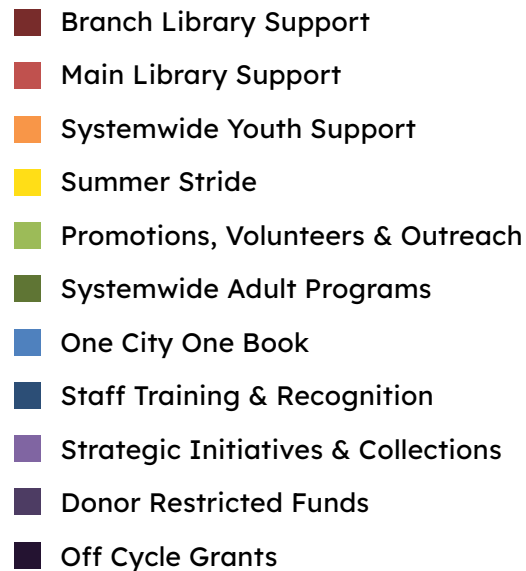 Branch Library Support
Main Library Support
Systemwide Youth Support
Summer Stride
Promotions, Volunteers & Outreach
Systemwide Adult Programs
One City One Book
Staff Training & Recognition
Strategic Initiatives & Collections
Donor Restricted Funds
Off Cycle Grants